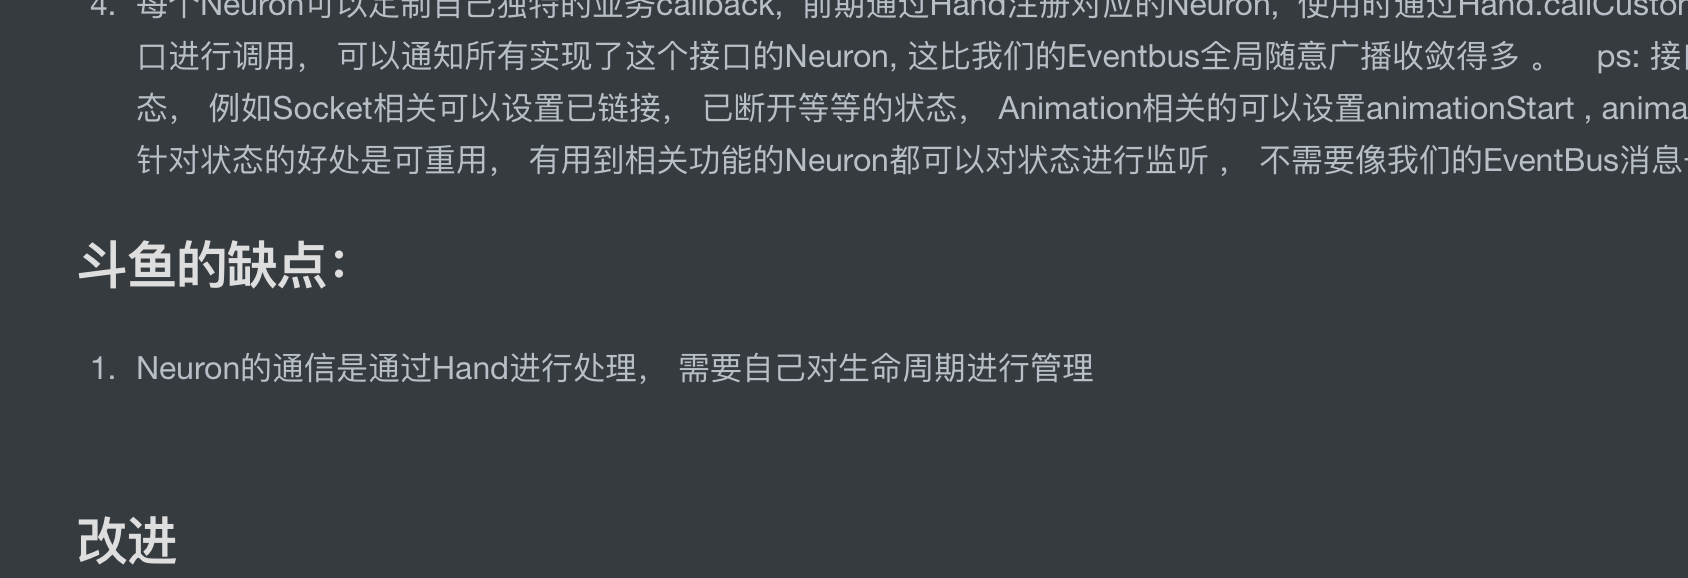 4. 每个Neuron可以定制自己独特的业务callback, 前期通过Hand注册对应的Neuron, 使用时通过Hand.callCustom
口进行调用， 可以通知所有实现了这个接口的Neuron, 这比我们的Eventbus全局随意广播收敛得多 。 ps: 接
态， 例如Socket相关可以设置已链接， 已断开等等的状态， Animation相关的可以设置animationStart , anima
针对状态的好处是可重用， 有用到相关功能的Neuron都可以对状态进行监听 ， 不需要像我们的EventBus消息
斗鱼的缺点：
1. Neuron的通信是通过Hand进行处理， 需要自己对生命周期进行管理
改进